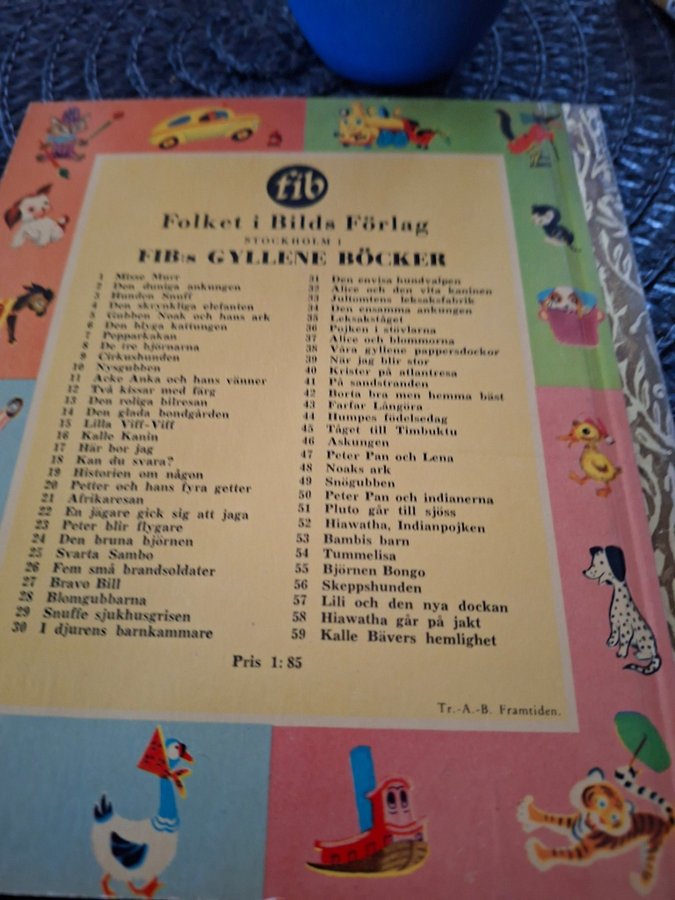 fib
Folket i Bilds Förlag
STOCKHOLM 1
FIB:s GYLLENE BÖCKER
1 Misse Murr
2 Den duniga ankungen
3 Hunden Snuff
4 Den skrynkliga elefanten
5 Gubben Noak och hans ark
6 Den blyga kattungen
7 Pepparkakan
8 De tre björnarna
9 Cirkushunden
10 Nysgubben
11 Acke Anka och hans vänner
12 Två kissar med färg
13 Den roliga bilresan
14 Den glada bondgården
15 Lilla Viff-Viff
16 Kalle Kanin
17 Här bor jag
18 Kan du svara?
19 Historien om någon
20 Petter och hans fyra getter
21 Afrikaresan
22 En jägare gick sig att jaga
23 Peter blir flygare
24 Den bruna björnen
25 Svarta Sambo
26 Fem små brandsoldater
27 Bravo Bill
28 Blomgubbarna
29 Snuffe sjukhusgrisen
30 I djurens barnkammare
31 Den envisa hundvalpen
32 Alice och den vita kaninen
33 Jultomtens leksaksfabrik
34 Den ensamma ankungen
35 Leksakståget
36 Pojken i stövlarna
37 Alice och blommorna
38 Våra gyllene pappersdockor
39 När jag blir stor
40 Krister på atlantresa
41 På sandstranden
42 Borta bra men hemma bäst
43 Farfar Långöra
44 Humpes födelsedag
45 Tåget till Timbuktu
46 Askungen
47 Peter Pan och Lena
48 Noaks ark
49 Snögubben
50 Peter Pan och indianerna
51 Pluto går till sjöss
52 Hiawatha, Indianpojken
53 Bambis barn
54 Tummelisa
55 Björnen Bongo
56 Skeppshunden
57 Lili och den nya dockan
58 Hiawatha går på jakt
59 Kalle Bävers hemlighet
Pris 1: 85
Tr.-A.-B. Framtiden.